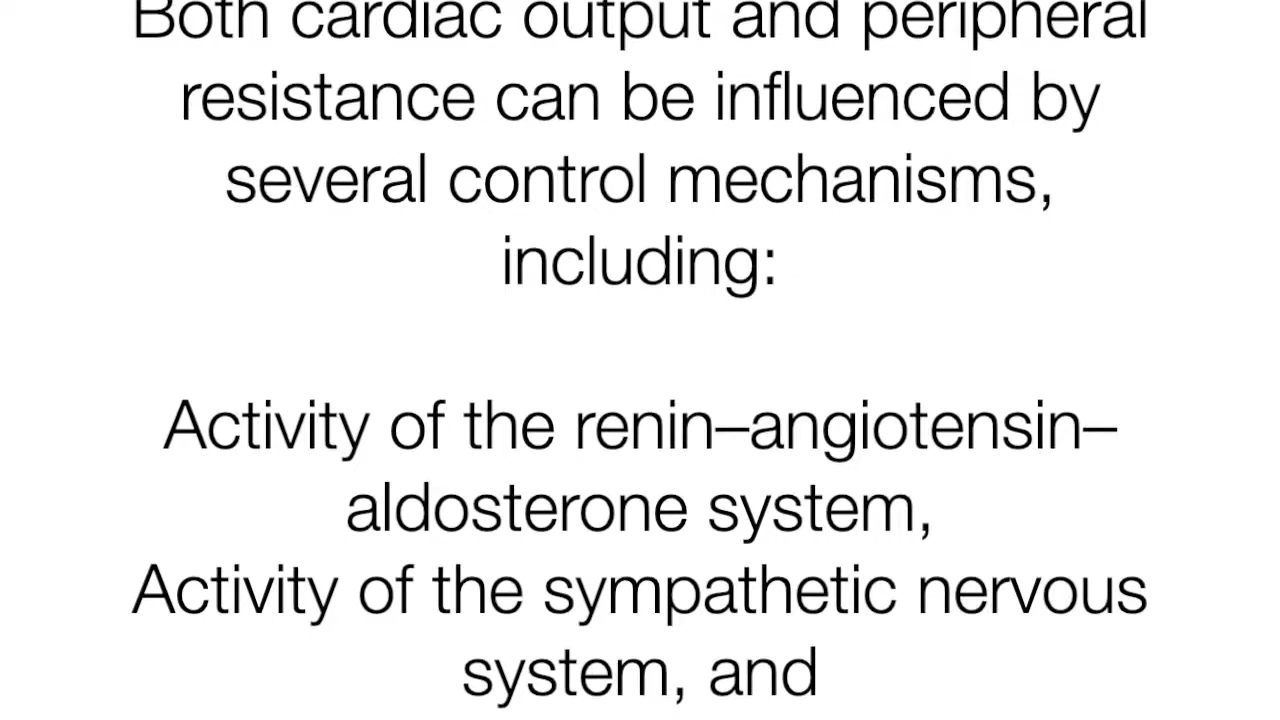 Both cardiac output and peripheral
resistance can be influenced by
several control mechanisms,
including:
Activity of the renin–angiotensin–
aldosterone system,
Activity of the sympathetic nervous
system, and